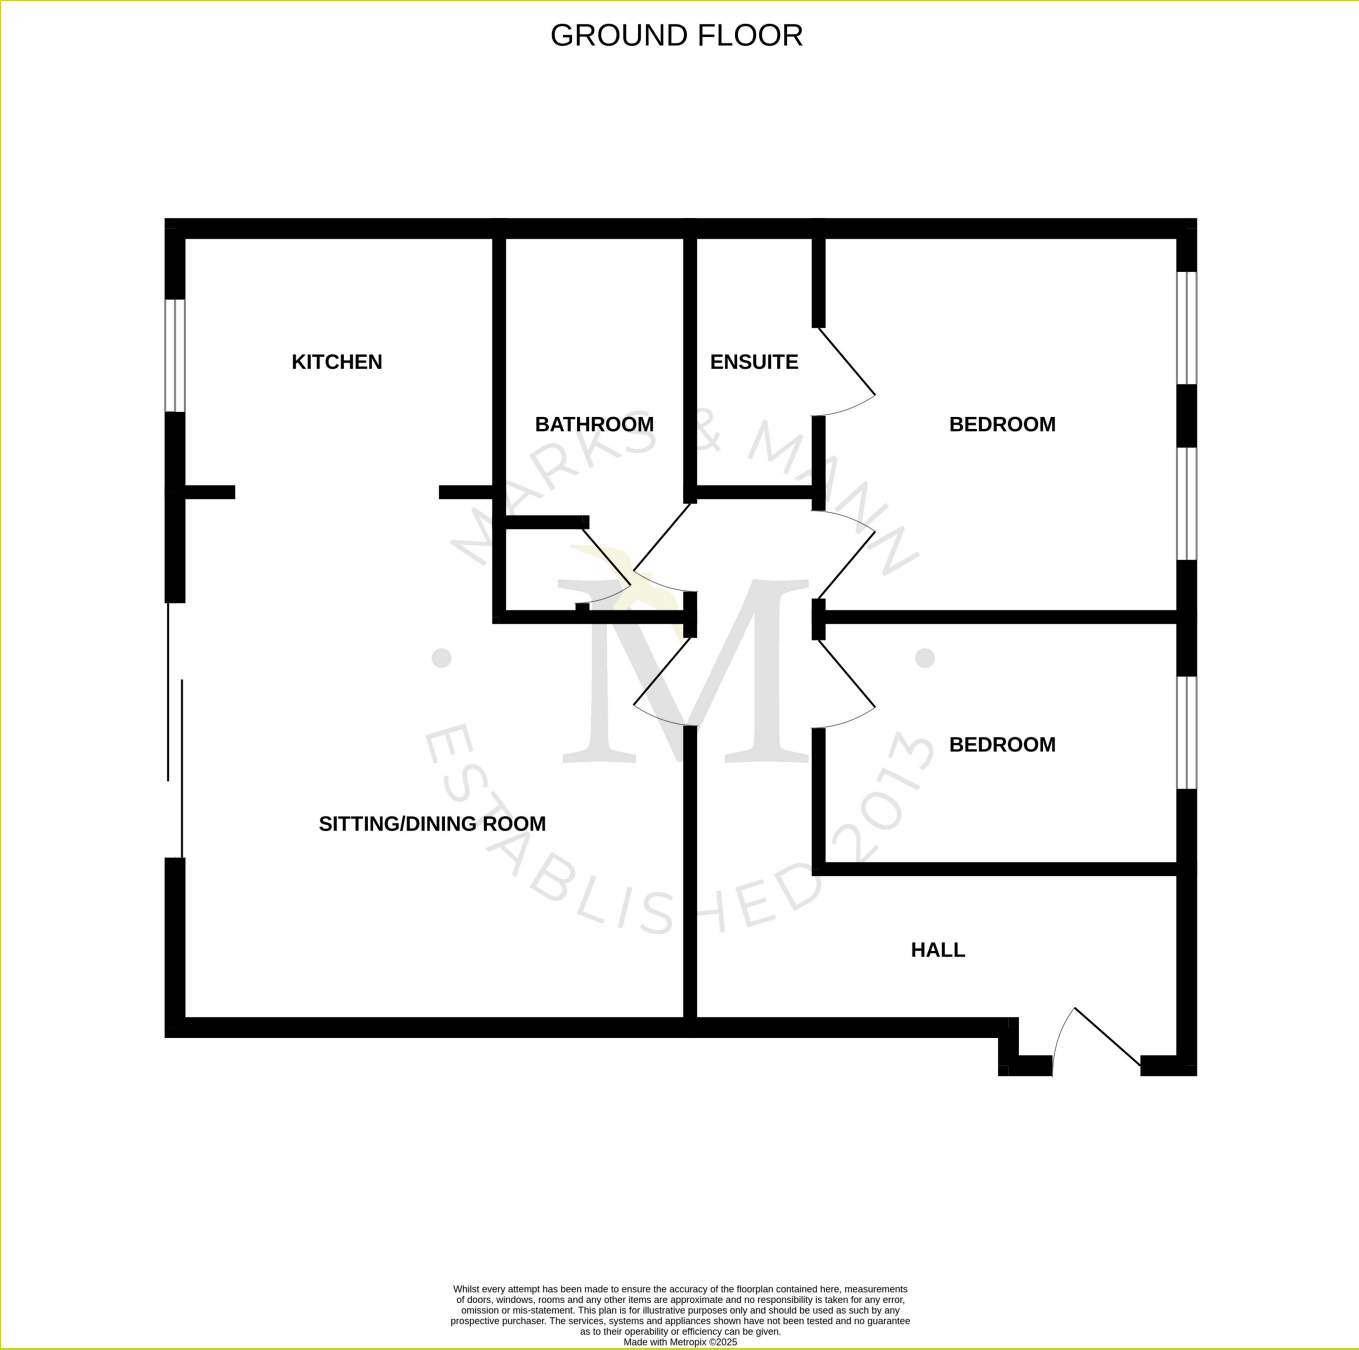 GROUND FLOOR
KITCHEN
ENSUITE
BATHROOM
BEDROOM
MARKS & MANN
M
BEDROOM
SITTING/DINING ROOM
ESTABLISHED 2013
HALL
Whilst every attempt has been made to ensure the accuracy of the floorplan contained here, measurements
of doors, windows, rooms and any other items are approximate and no responsibility is taken for any error,
omission or mis-statement. This plan is for illustrative purposes only and should be used as such by any
prospective purchaser. The services, systems and appliances shown have not been tested and no guarantee
as to their operability or efficiency can be given.
Made with Metropix ©2025